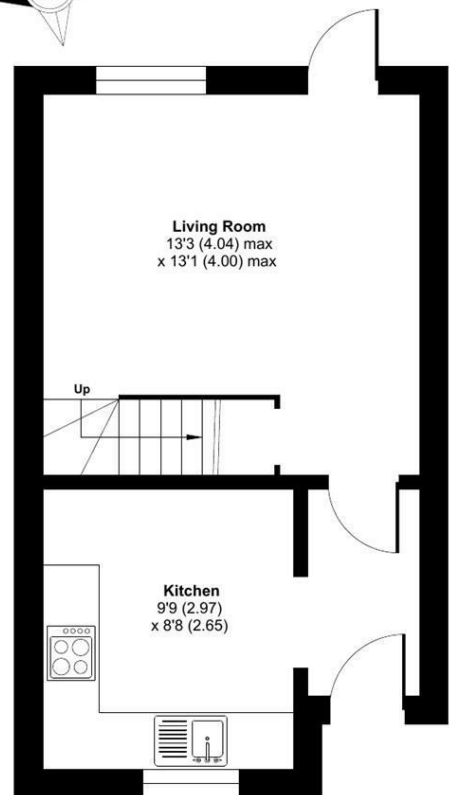 Living Room
13'3 (4.04) max
x 13'1 (4.00) max
Up
Kitchen
9'9 (2.97)
x 8'8 (2.65)